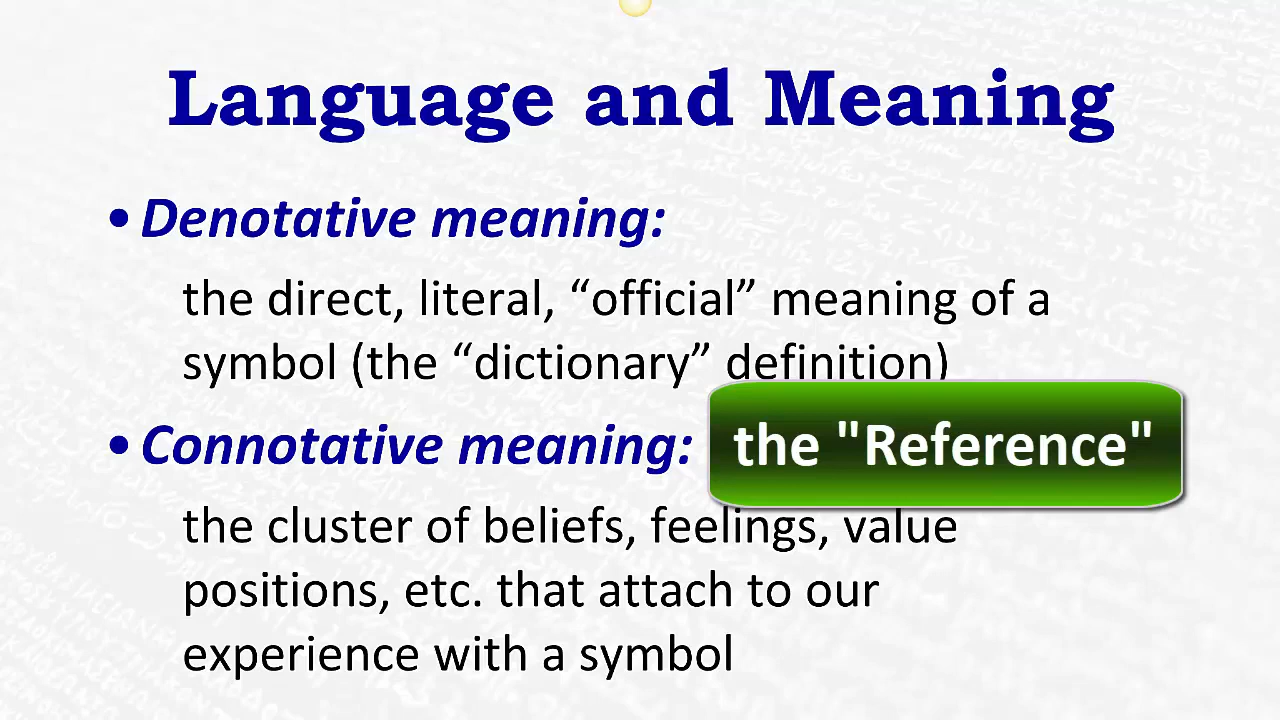 Language and Meaning
• Denotative meaning:
the direct, literal, “official” meaning of a
symbol (the “dictionary” definition)
• Connotative meaning: the "Reference"
the cluster of beliefs, feelings, value
positions, etc. that attach to our
experience with a symbol